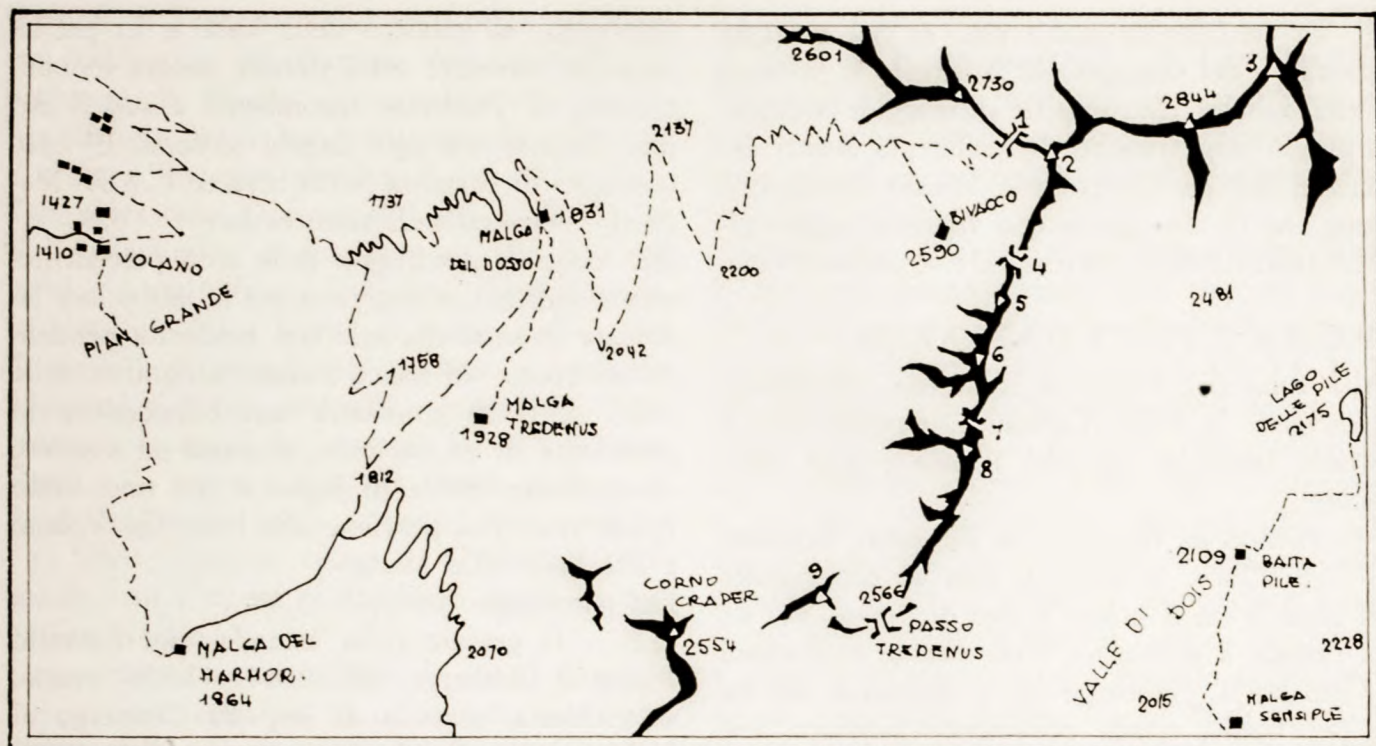 2601
2730
1
2844
3
2137
2
1427
1737
1831
MALGA
DEL DOSSO
BIVACCO
2590
1410
VOLANO
2200
4
PIAN GRANDE
5
2481
2042
6
1758
LAGO
DELLE PILE
2175
MALGA
TREDENUS
1928
7
8
1812
2109
BAITA
PILE.
CORNO
CRAPER
9
2566
PASSO
TREDENUS
VALLE DI DOIS
MALGA DEL
MARMOR
1864
2070
2554
2228
2015
MALGA